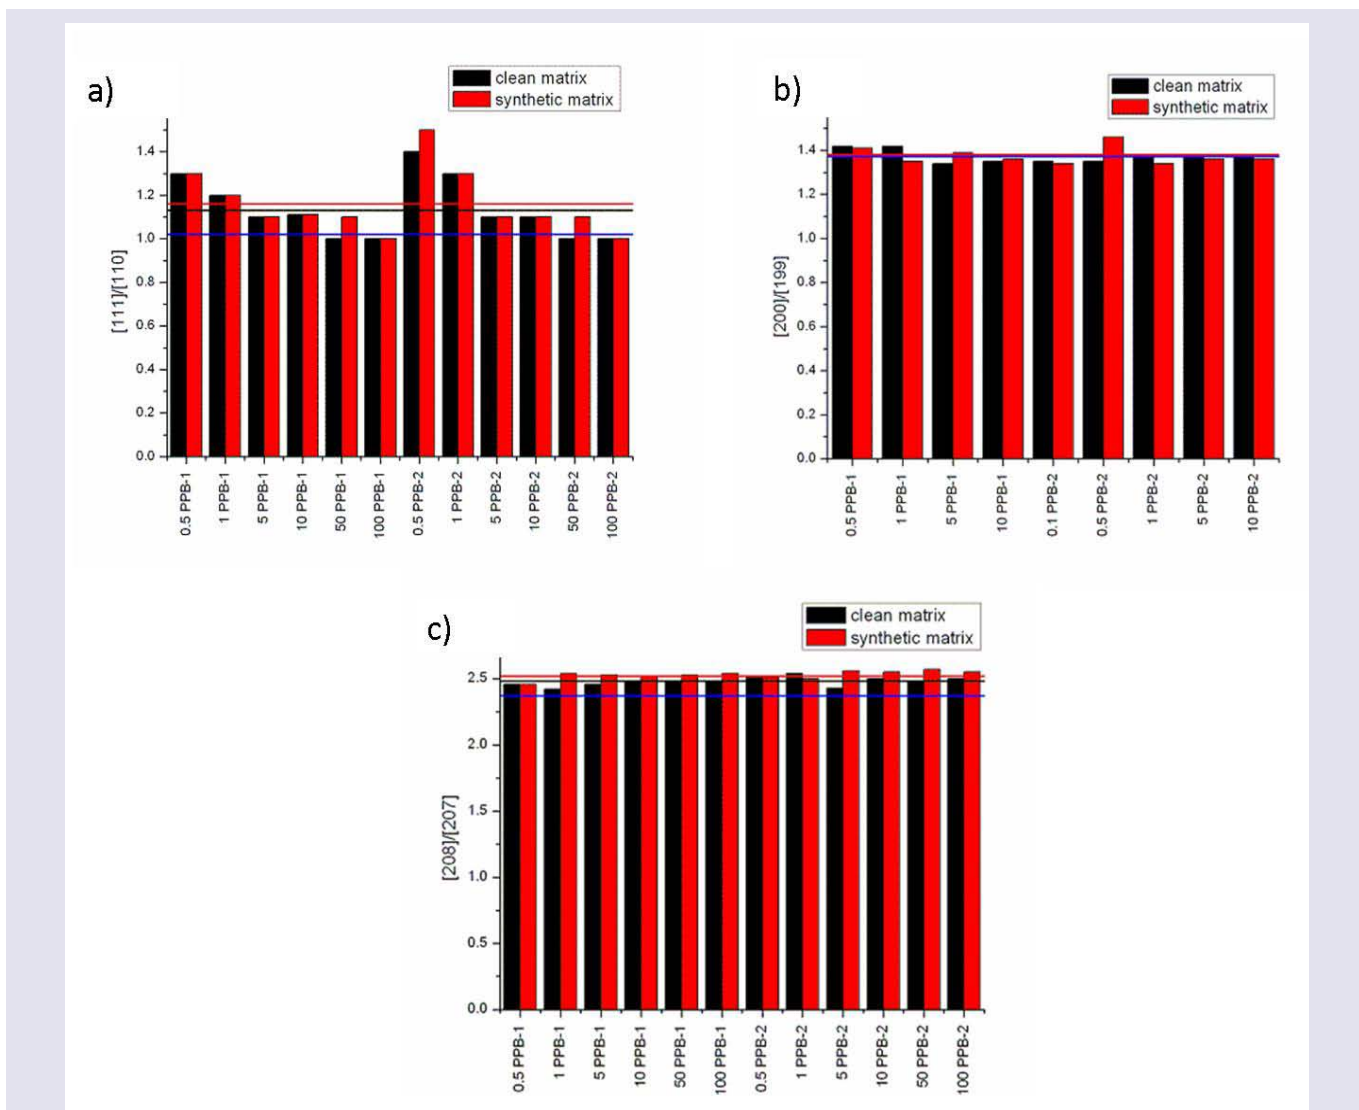 a)
clean matrix
synthetic matrix
1.4
1.2
1.0
0.8
0.6
0.4
0.2
0.0
[111]/[110]
0.5 PPB-1
1 PPB-1
5 PPB-1
10 PPB-1
50 PPB-1
100 PPB-1
0.5 PPB-2
1 PPB-2
5 PPB-2
10 PPB-2
50 PPB-2
100 PPB-2
b)
clean matrix
synthetic matrix
1.4
1.2
1.0
0.8
0.6
0.4
0.2
0.0
[200]/[199]
0.5 PPB-1
1 PPB-1
5 PPB-1
10 PPB-1
0.1 PPB-2
0.5 PPB-2
1 PPB-2
5 PPB-2
10 PPB-2
c)
clean matrix
synthetic matrix
2.5
2.0
1.5
1.0
0.5
0.0
[208]/[207]
0.5 PPB-1
1 PPB-1
5 PPB-1
10 PPB-1
50 PPB-1
100 PPB-1
0.5 PPB-2
1 PPB-2
5 PPB-2
10 PPB-2
50 PPB-2
100 PPB-2